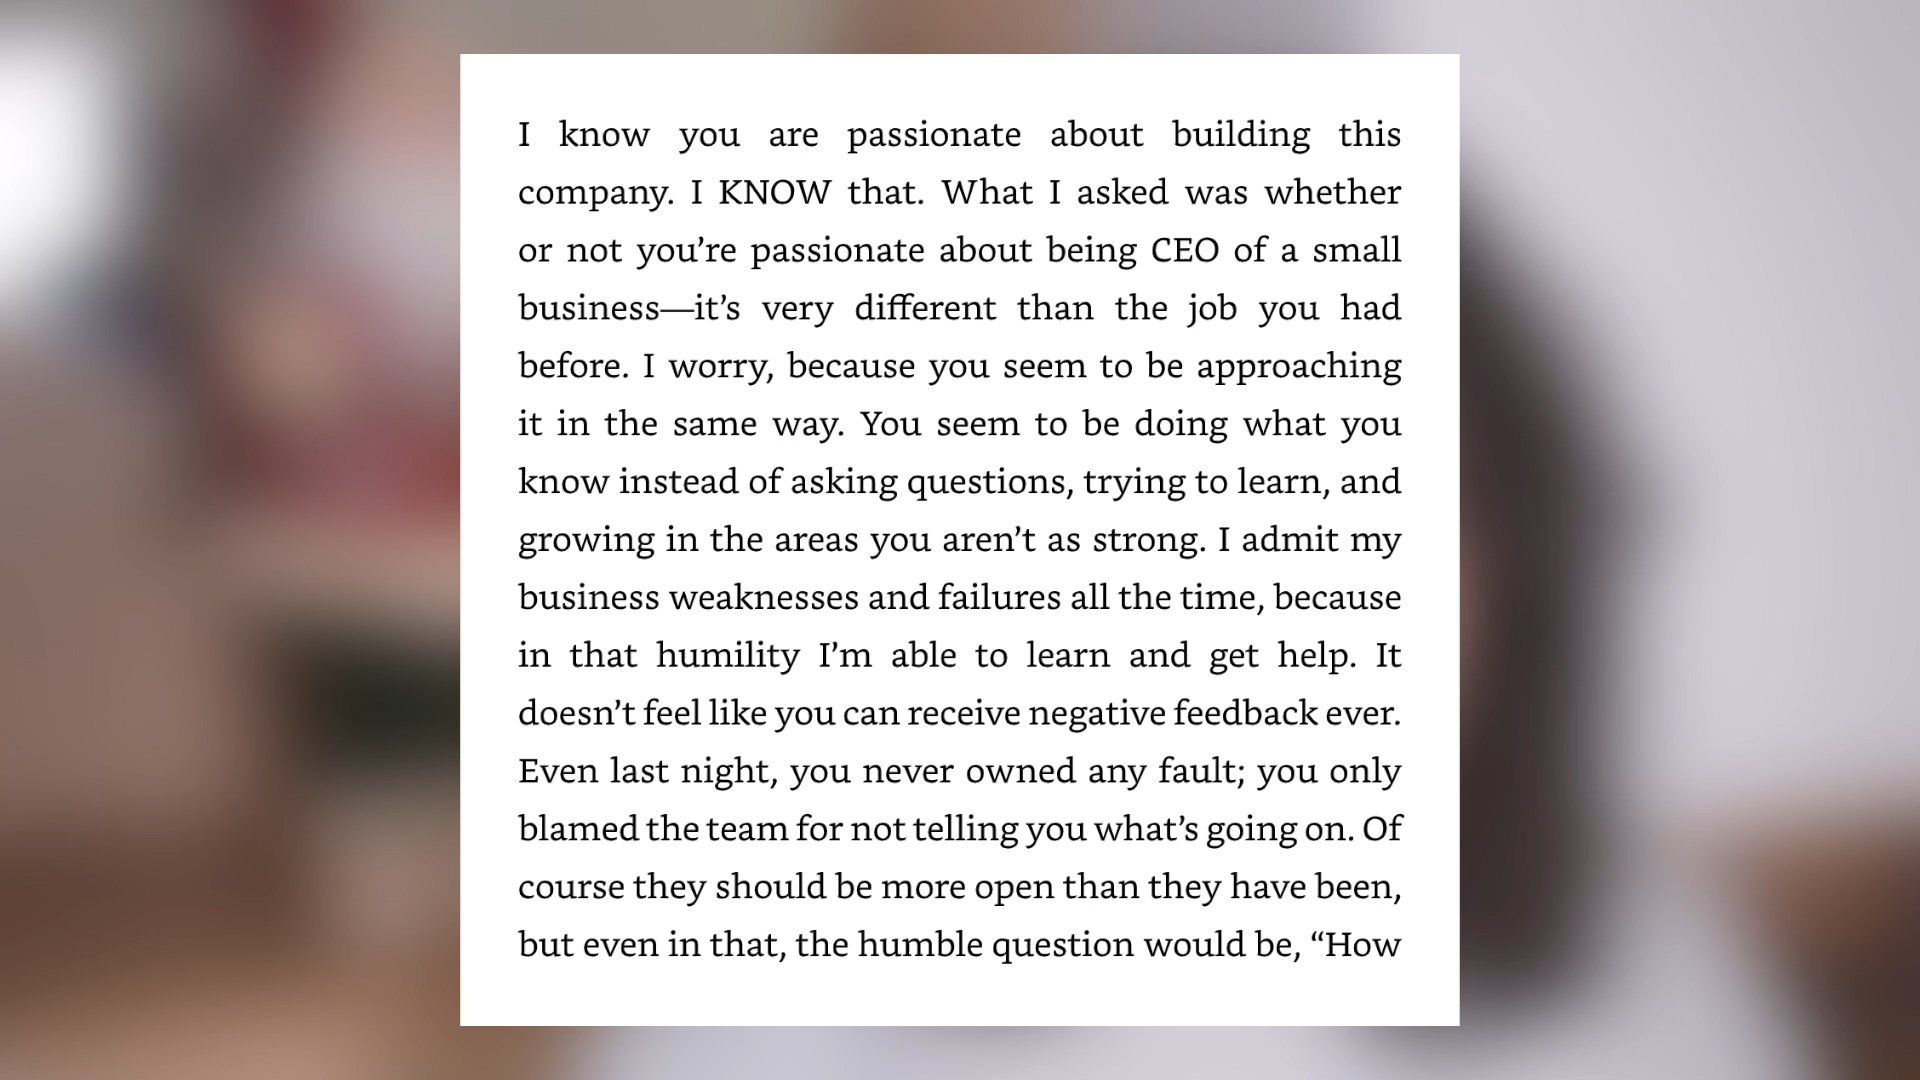 I know you are passionate about building this
company. I KNOW that. What I asked was whether
or not you’re passionate about being CEO of a small
business—it’s very different than the job you had
before. I worry, because you seem to be approaching
it in the same way. You seem to be doing what you
know instead of asking questions, trying to learn, and
growing in the areas you aren’t as strong. I admit my
business weaknesses and failures all the time, because
in that humility I’m able to learn and get help. It
doesn’t feel like you can receive negative feedback ever.
Even last night, you never owned any fault; you only
blamed the team for not telling you what’s going on. Of
course they should be more open than they have been,
but even in that, the humble question would be, “How